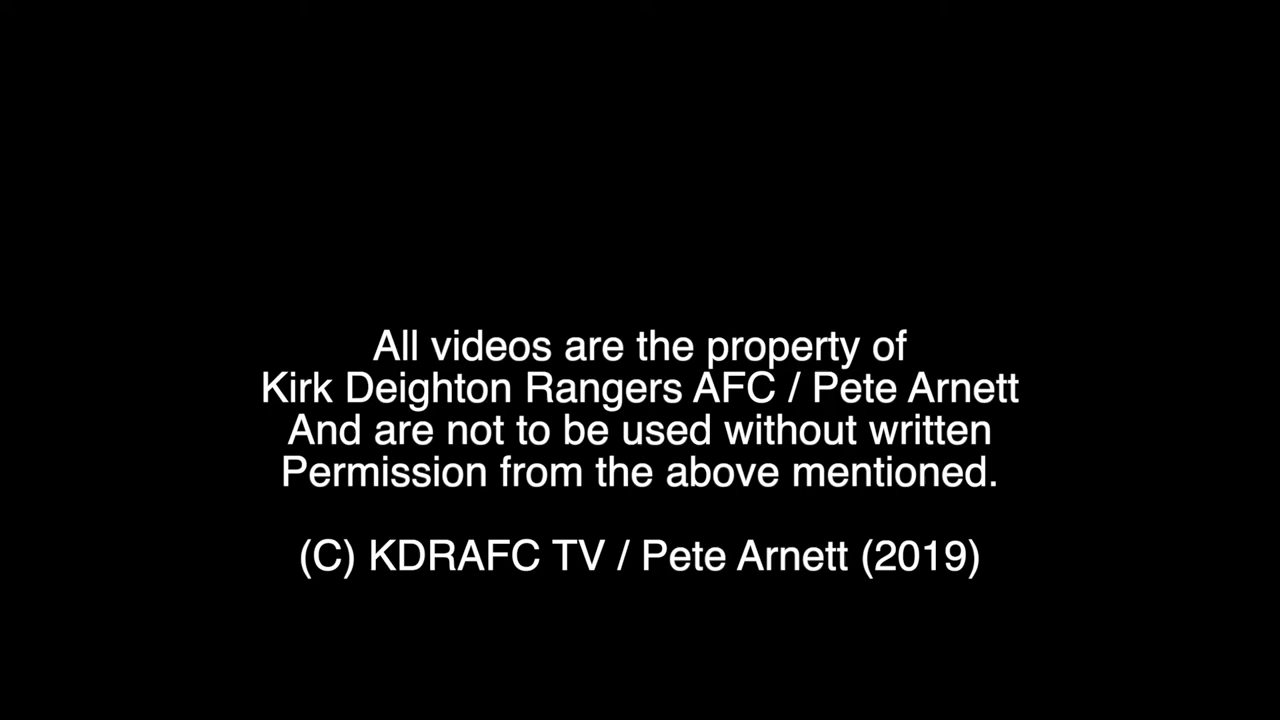 All videos are the property of
Kirk Deighton Rangers AFC / Pete Arnett
And are not to be used without written
Permission from the above mentioned.
(C) KDRAFC TV / Pete Arnett (2019)